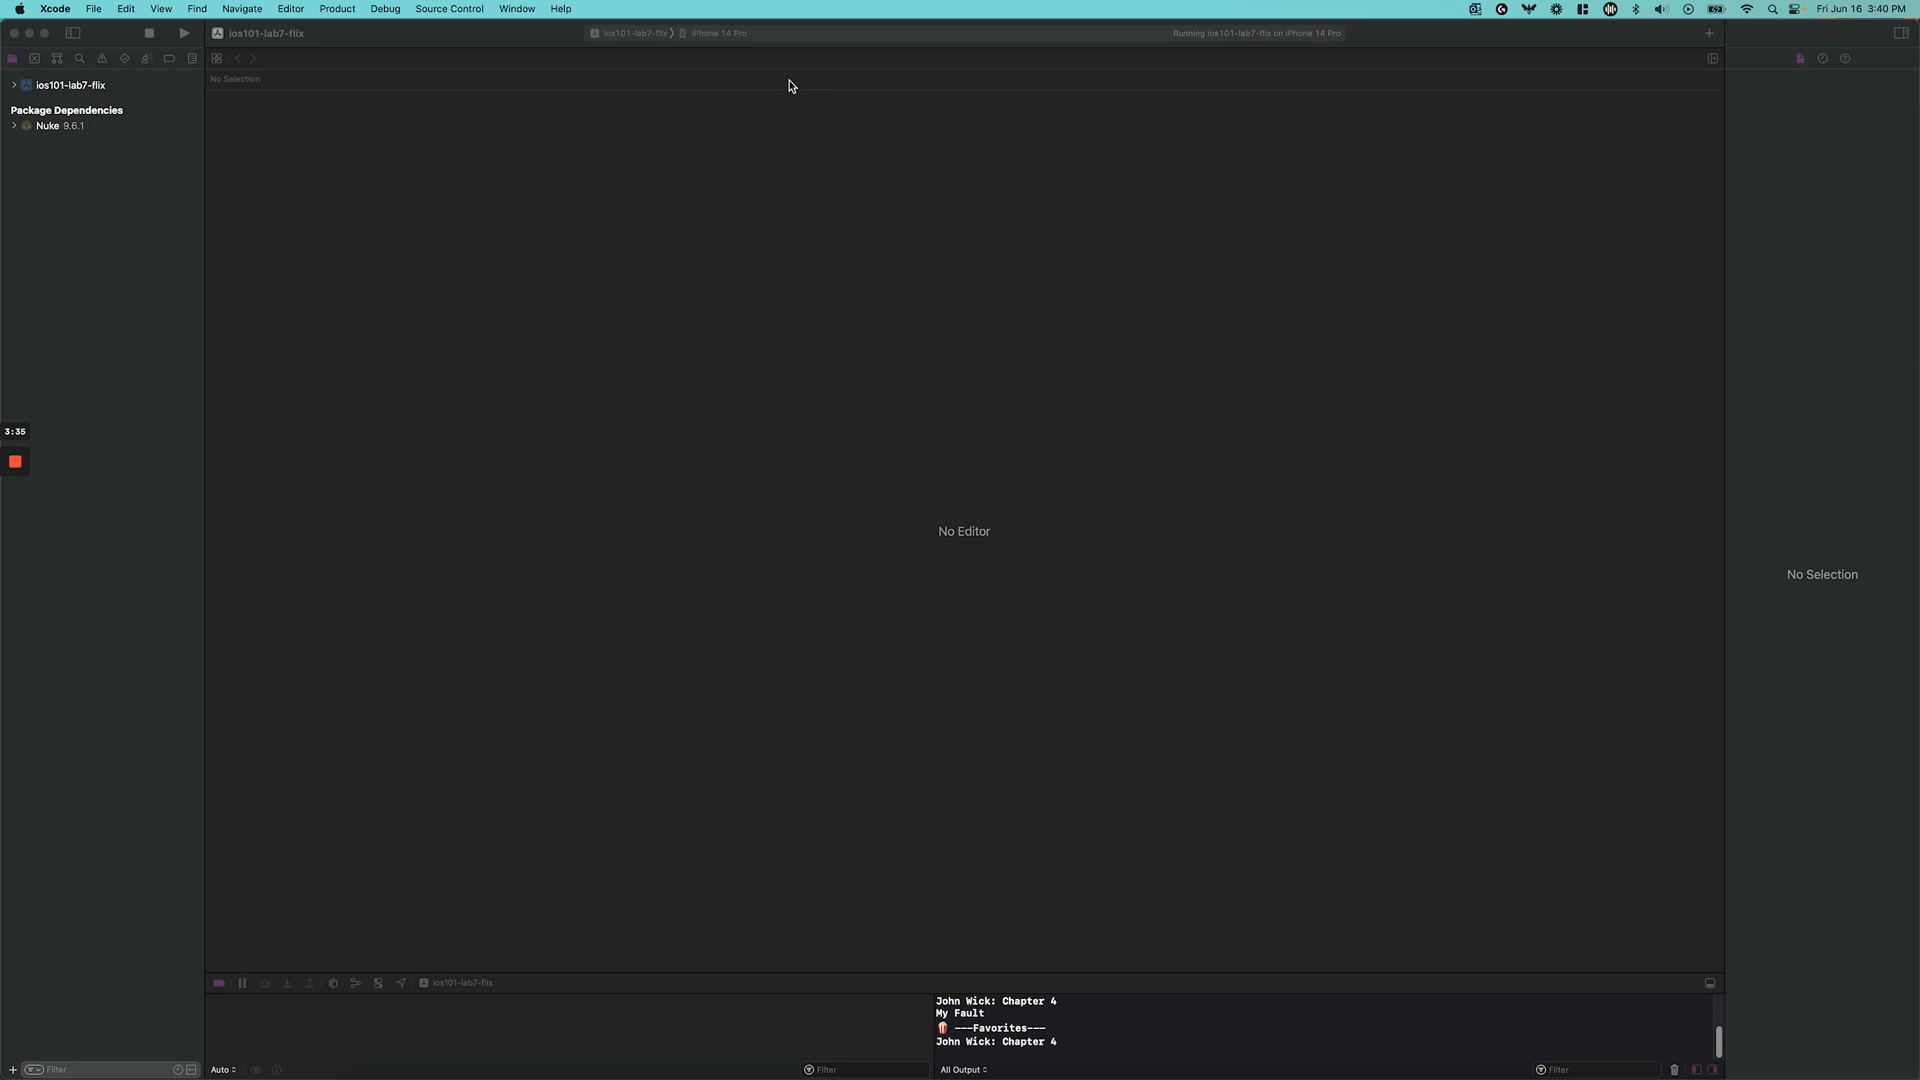 Xcode File Edit View Find Navigate Editor Product Debug Source Control Window Help Fri Jun 16 3:40 PM
ios101-lab7-flix ios101-lab7-flix iPhone 14 Pro Running ios101-lab7-flix on iPhone 14 Pro
No Selection
ios101-lab7-flix
Package Dependencies
Nuke 9.6.1
3:35
No Editor
No Selection
ios101-lab7-flix
John Wick: Chapter 4
My Fault
🍿 ---Favorites---
John Wick: Chapter 4
Filter Auto Filter All Output Filter